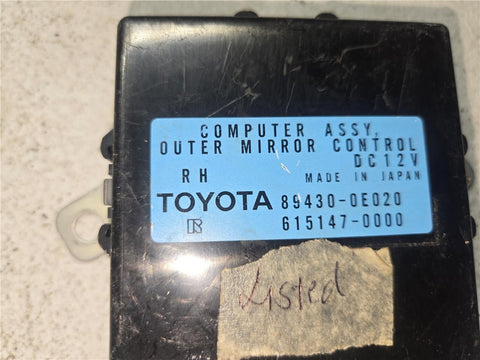 COMPUTER ASSY,
OUTER MIRROR CONTROL
DC12V
RH MADE IN JAPAN
TOYOTA 89430-0E020
R 615147-0000
Listed